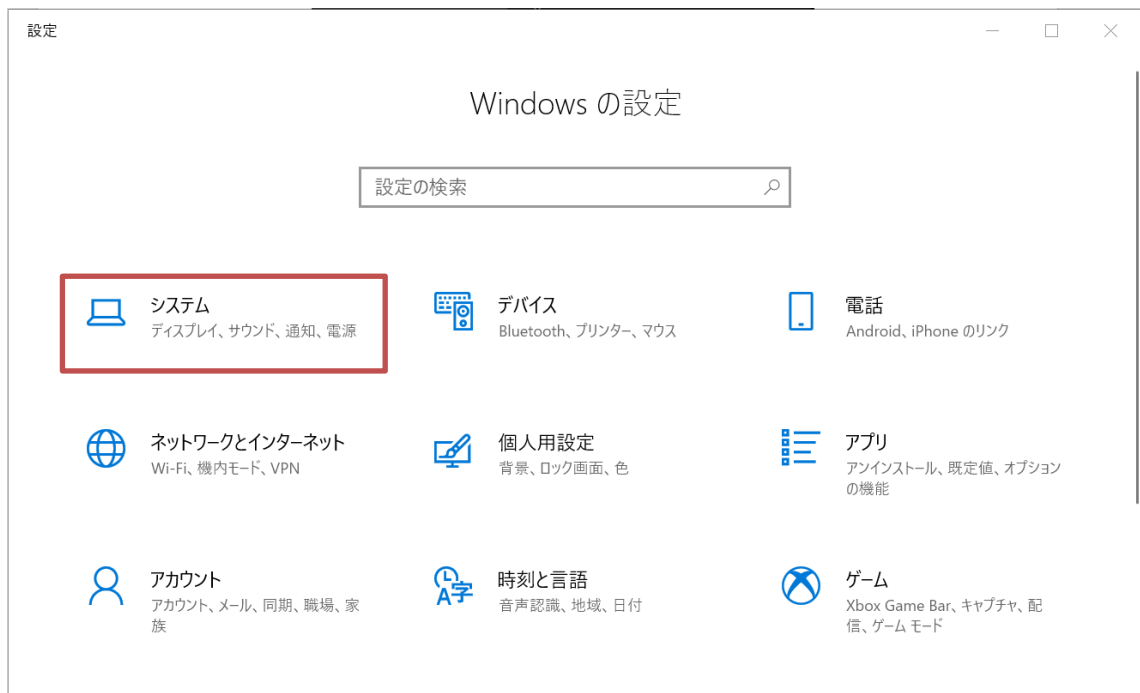 設定
Windows の設定
設定の検索
システム
ディスプレイ、サウンド、通知、電源
デバイス
Bluetooth、プリンター、マウス
電話
Android、iPhone のリンク
ネットワークとインターネット
Wi-Fi、機内モード、VPN
個人用設定
背景、ロック画面、色
アプリ
アンインストール、既定値、オプション
の機能
アカウント
アカウント、メール、同期、職場、家
族
時刻と言語
音声認識、地域、日付
ゲーム
Xbox Game Bar、キャプチャ、配
信、ゲーム モード